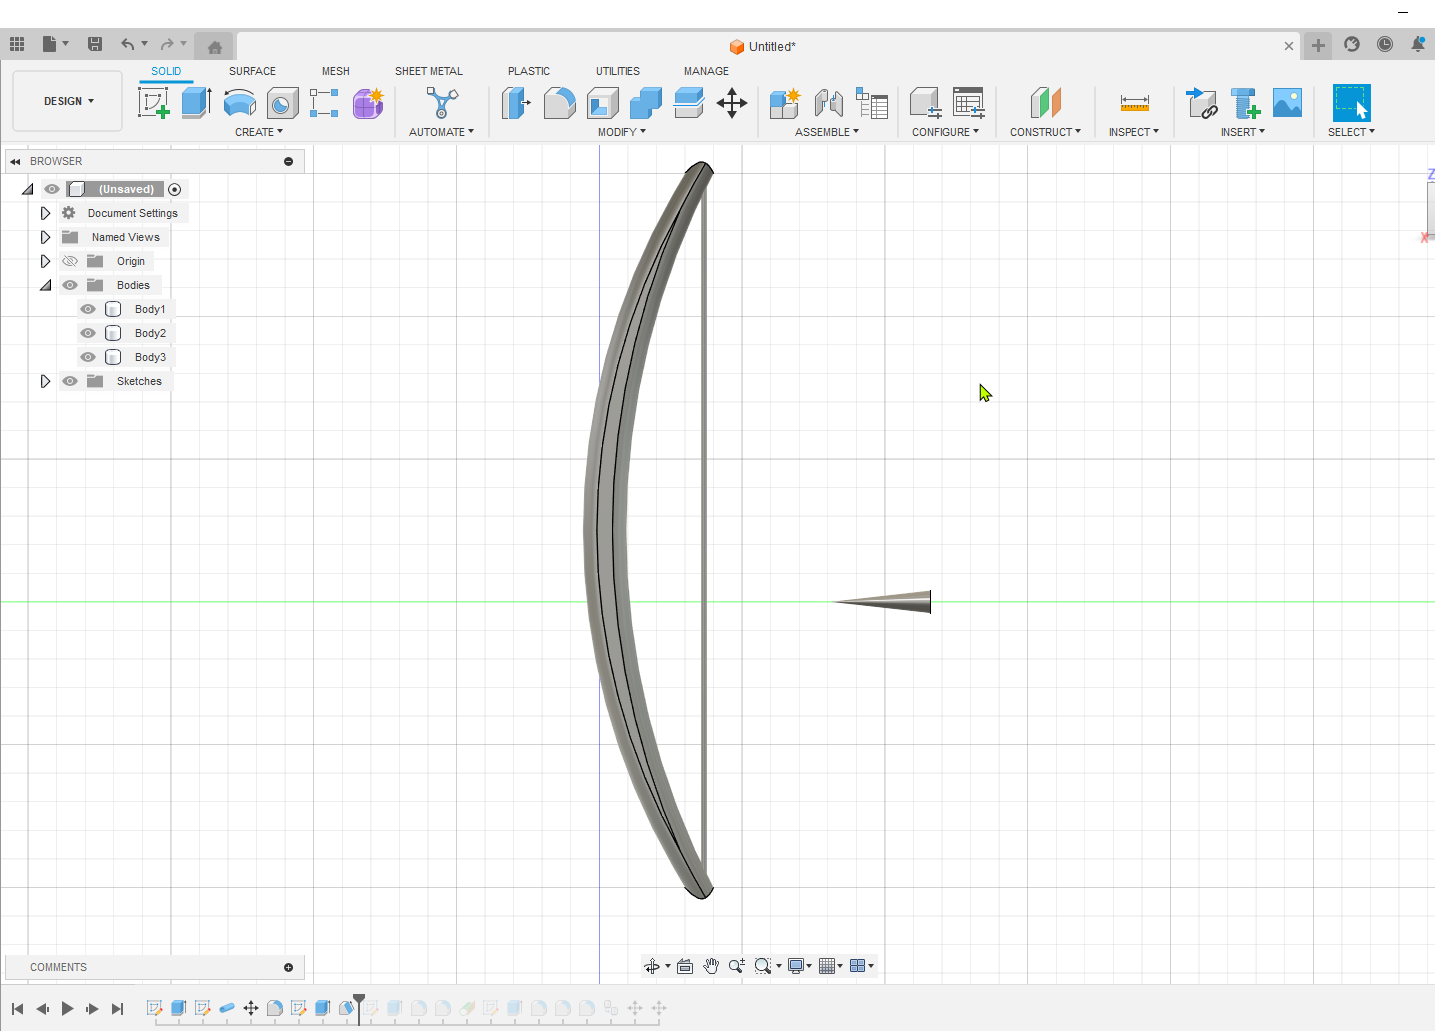 Untitled*
DESIGN
SOLID SURFACE MESH SHEET METAL PLASTIC UTILITIES MANAGE
CREATE AUTOMATE MODIFY ASSEMBLE CONFIGURE CONSTRUCT INSPECT INSERT SELECT
BROWSER
(Unsaved)
Document Settings
Named Views
Origin
Bodies
Body1
Body2
Body3
Sketches
Z
X
COMMENTS